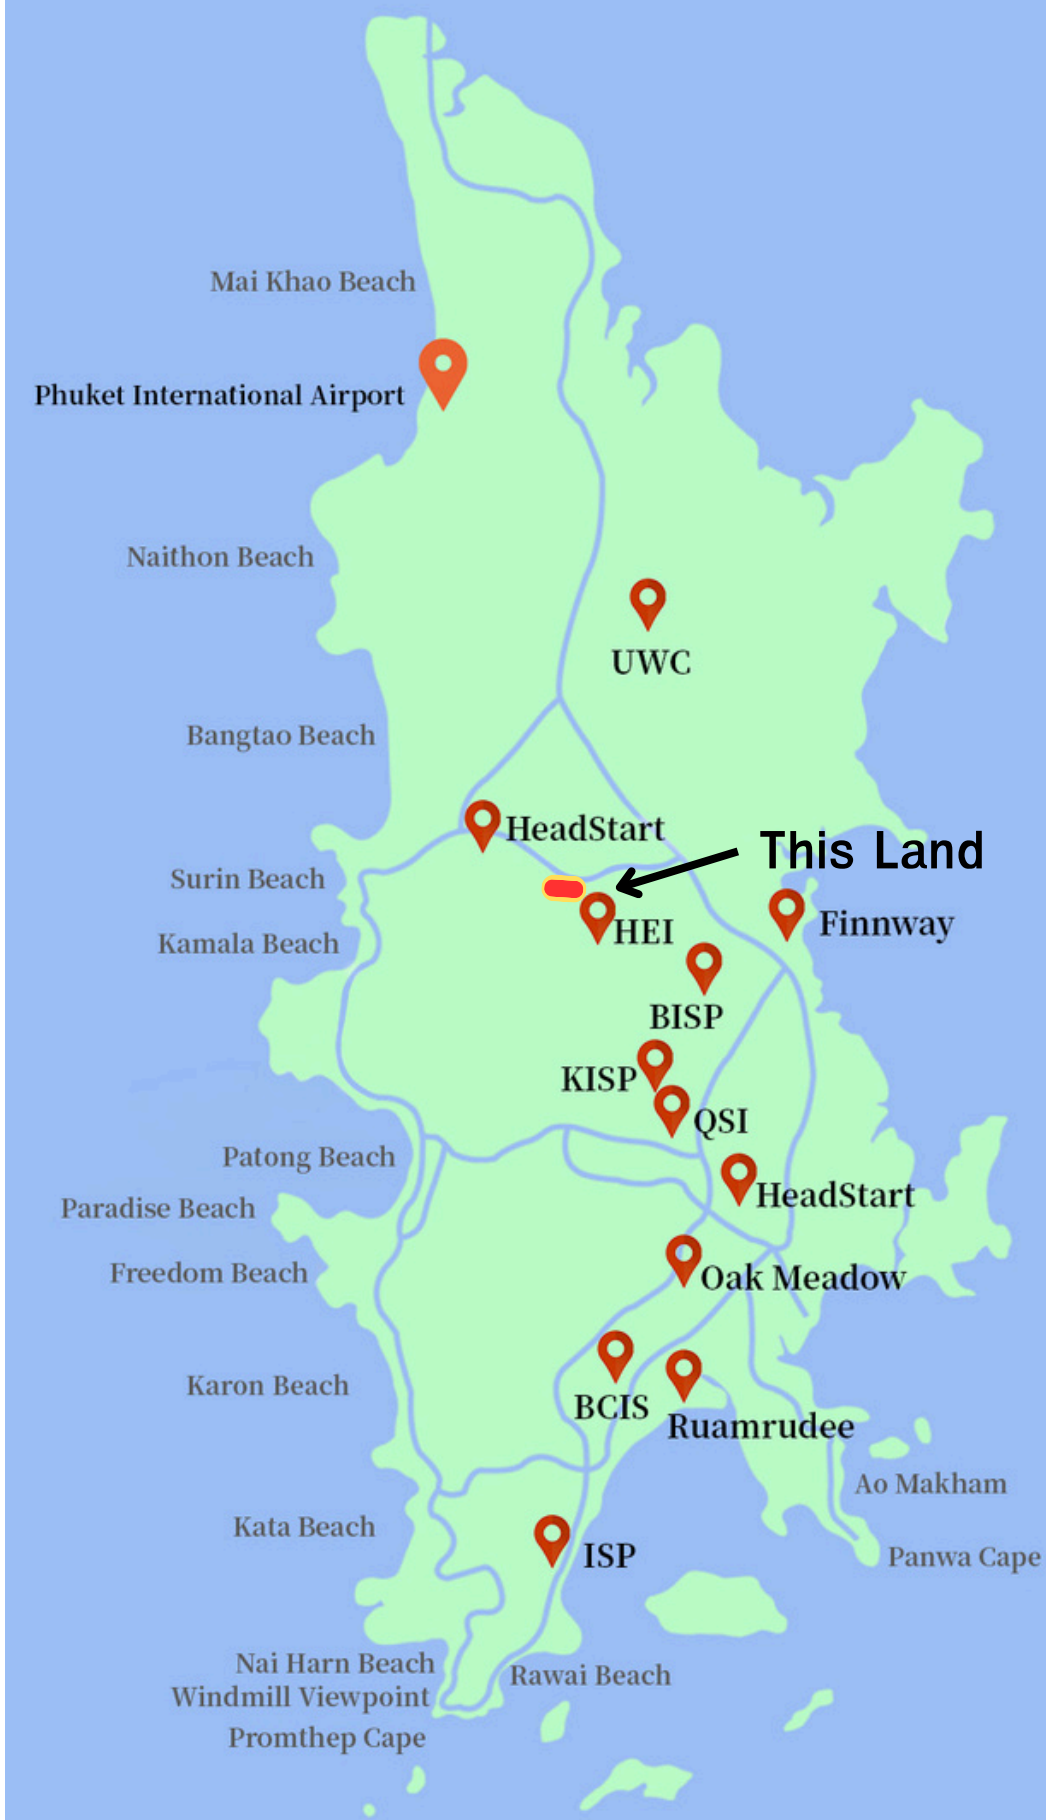 Mai Khao Beach
Phuket International Airport
Naithon Beach
UWC
Bangtao Beach
HeadStart
This Land
Surin Beach
HEI
Finnway
Kamala Beach
BISP
KISP
QSI
Patong Beach
HeadStart
Paradise Beach
Freedom Beach
Oak Meadow
Karon Beach
BCIS
Ruamrudee
Ao Makham
Kata Beach
ISP
Panwa Cape
Nai Harn Beach
Rawai Beach
Windmill Viewpoint
Promthep Cape